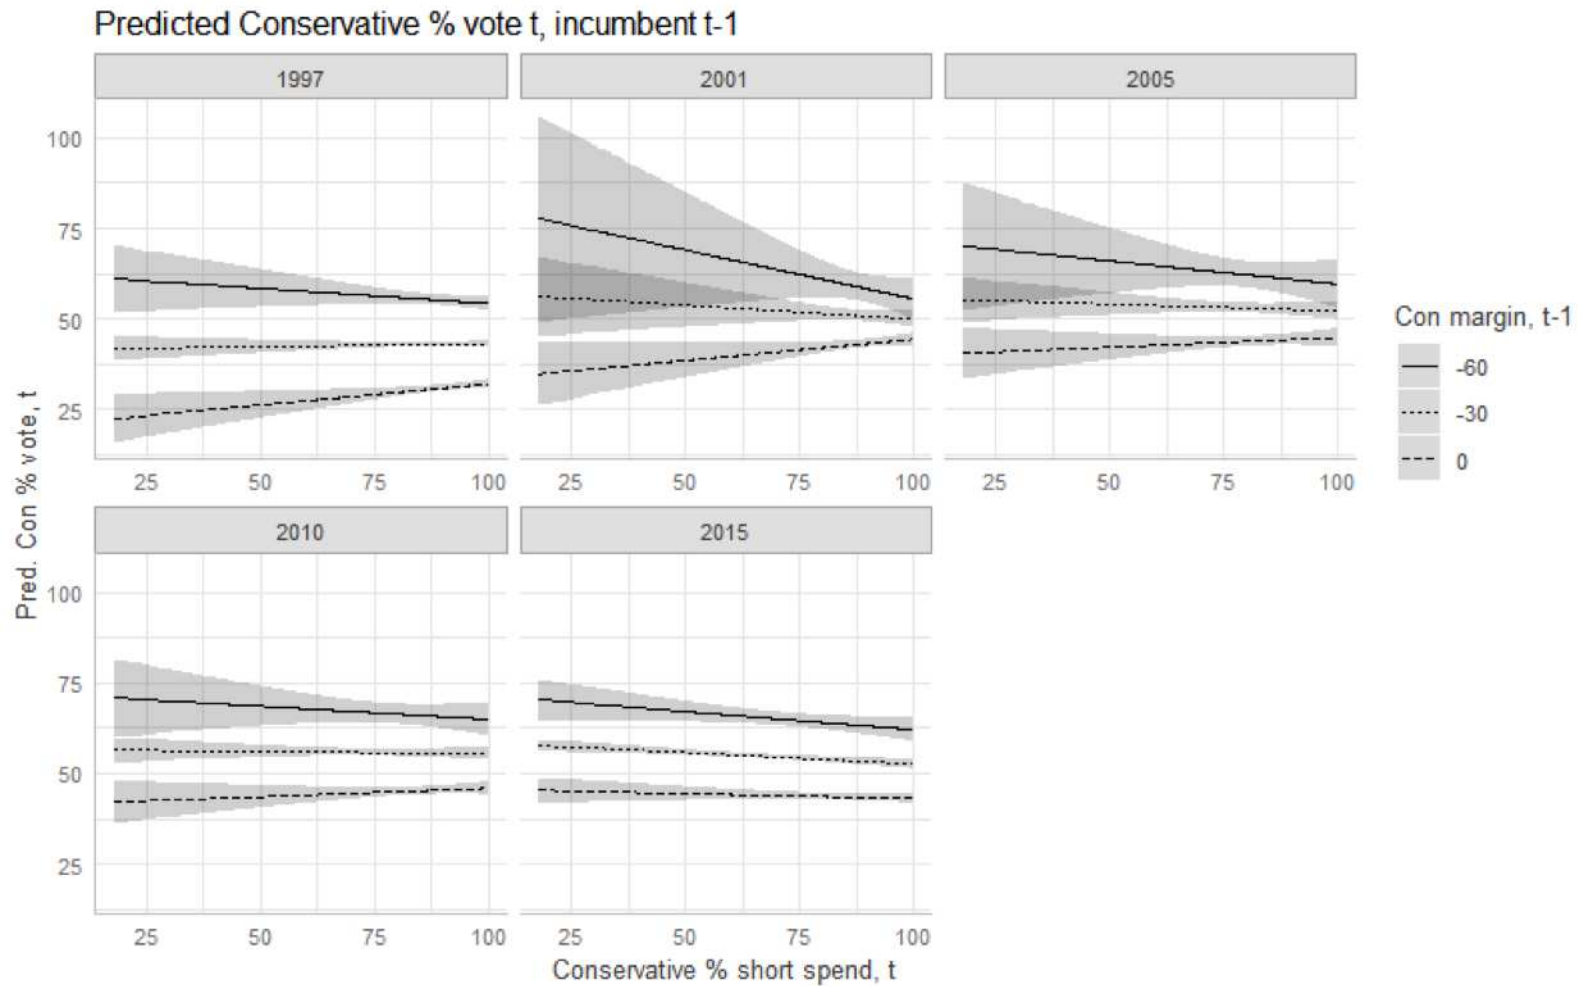 Predicted Conservative % vote t, incumbent t-1
1997
2001
2005
100
75
50
25
25 50 75 100
25 50 75 100
25 50 75 100
Con margin, t-1
-60
-30
0
Pred. Con % vote, t
2010
2015
100
75
50
25
25 50 75 100
25 50 75 100
Conservative % short spend, t